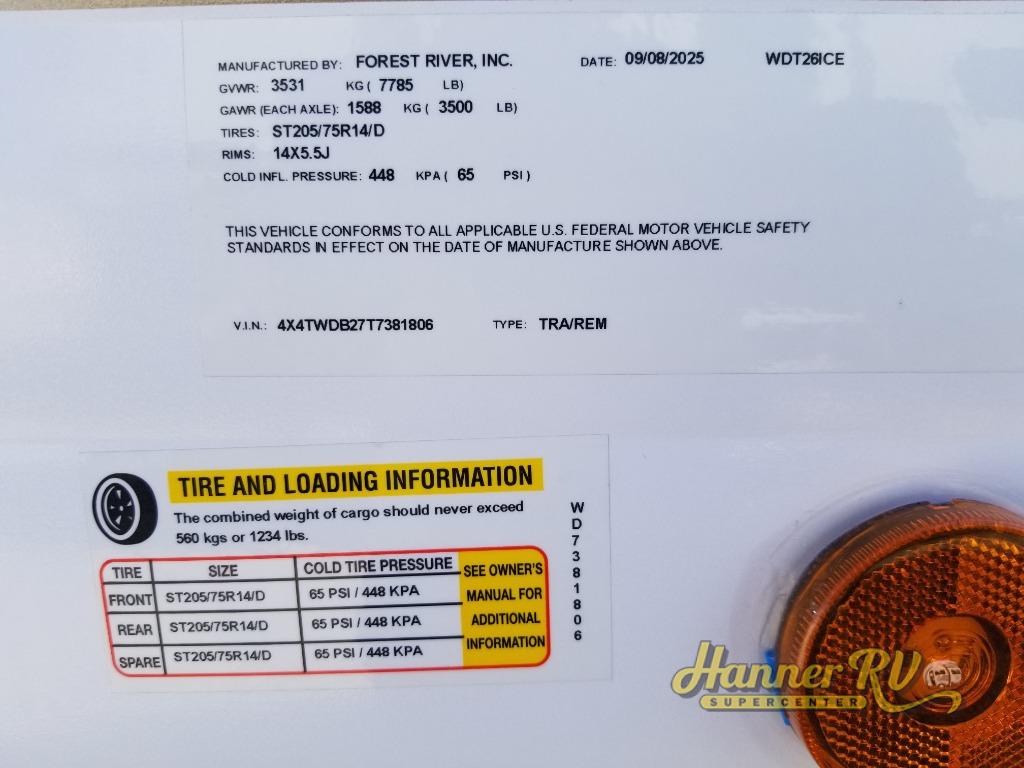 MANUFACTURED BY: FOREST RIVER, INC. DATE: 09/08/2025 WDT26ICE
GVWR: 3531 KG ( 7785 LB)
GAWR (EACH AXLE): 1588 KG ( 3500 LB)
TIRES: ST205/75R14/D
RIMS: 14X5.5J
COLD INFL. PRESSURE: 448 KPA ( 65 PSI )
THIS VEHICLE CONFORMS TO ALL APPLICABLE U.S. FEDERAL MOTOR VEHICLE SAFETY
STANDARDS IN EFFECT ON THE DATE OF MANUFACTURE SHOWN ABOVE.
V.I.N.: 4X4TWDB27T7381806 TYPE: TRA/REM
TIRE AND LOADING INFORMATION
The combined weight of cargo should never exceed
560 kgs or 1234 lbs.
TIRE SIZE COLD TIRE PRESSURE SEE OWNER'S
FRONT ST205/75R14/D 65 PSI / 448 KPA MANUAL FOR
REAR ST205/75R14/D 65 PSI / 448 KPA ADDITIONAL
SPARE ST205/75R14/D 65 PSI / 448 KPA INFORMATION
WD7381806
Hanner RV
SUPERCENTER